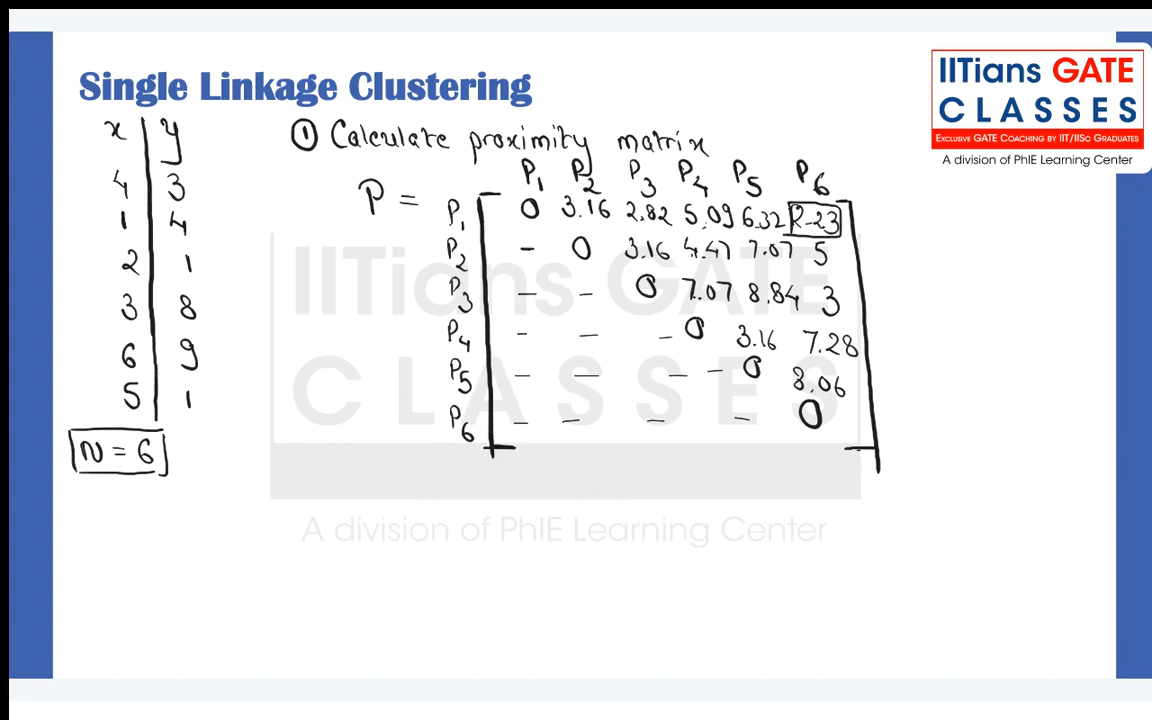 Single Linkage Clustering
IITians GATE
CLASSES
EXCLUSIVE GATE COACHING BY IIT/IISC GRADUATES
A division of PhIE Learning Center
x y
4 3
1 4
2 1
3 8
6 9
5 1
N = 6
① Calculate proximity matrix
P1 P2 P3 P4 P5 P6
P =
P1 0 3.16 2.82 5.09 6.32 2.23
P2 - 0 3.16 4.47 7.07 5
P3 - - 0 7.07 8.84 3
P4 - - - 0 3.16 7.28
P5 - - - - 0 8.06
P6 - - - - 0
IITians GATE
CLASSES
A division of PhIE Learning Center